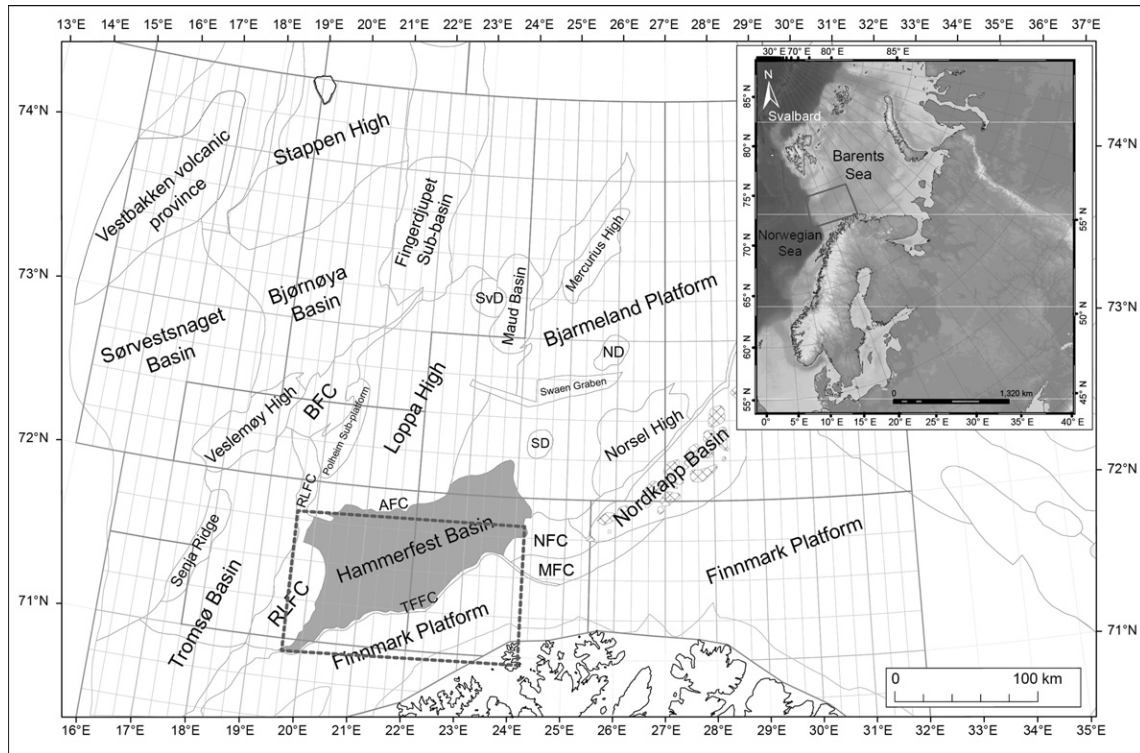 13°E 14°E 15°E 16°E 17°E 18°E 19°E 20°E 21°E 22°E 23°E 24°E 25°E 26°E 27°E 28°E 29°E 30°E 31°E 32°E 33°E 34°E 35°E 36°E 37°E
74°N
73°N
72°N
71°N
74°N
73°N
72°N
71°N
Stappen High
Vestbakken volcanic
province
Fingerdjupet
Sub-basin
Mercurius High
Bjørnøya
Basin
SvD
Maud Basin
Sørvestsnaget
Basin
Bjarmeland Platform
ND
Swaen Graben
Veslemøy High
BFC
Polheim Sub-platform
Loppa High
SD
Norsel High
Nordkapp Basin
RLFC
AFC
Senja Ridge
Hammerfest Basin
NFC
MFC
Finnmark Platform
Tromsø Basin
RLFC
TFFC
Finnmark Platform
0 100 km
16°E 17°E 18°E 19°E 20°E 21°E 22°E 23°E 24°E 25°E 26°E 27°E 28°E 29°E 30°E 31°E 32°E 33°E 34°E 35°E
30° E 70° E 80° E 85° E
N
Svalbard
Barents
Sea
Norwegian
Sea
85° N
80° N
75° N
70° N
65° N
60° N
55° N
55° N
50° N
45° N
0 1,320 km
0° 5° E 10° E 15° E 20° E 25° E 30° E 35° E 40° E